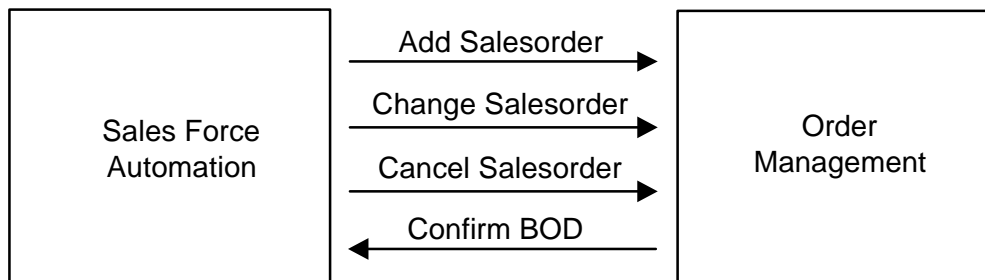 Sales Force
Automation
Add Salesorder
Change Salesorder
Cancel Salesorder
Confirm BOD
Order
Management